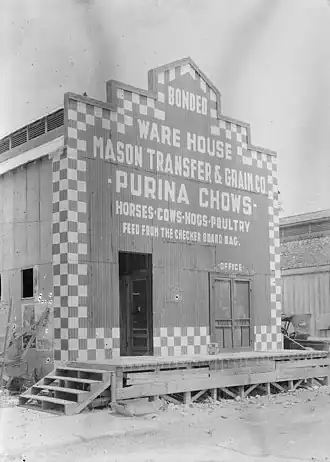 BONDED
WARE HOUSE
MASON TRANSFER & GRAIN.CO.
·PURINA CHOWS·
HORSES·COWS·HOGS·POULTRY
FEED FROM THE CHECKER BOARD BAG.
OFFICE